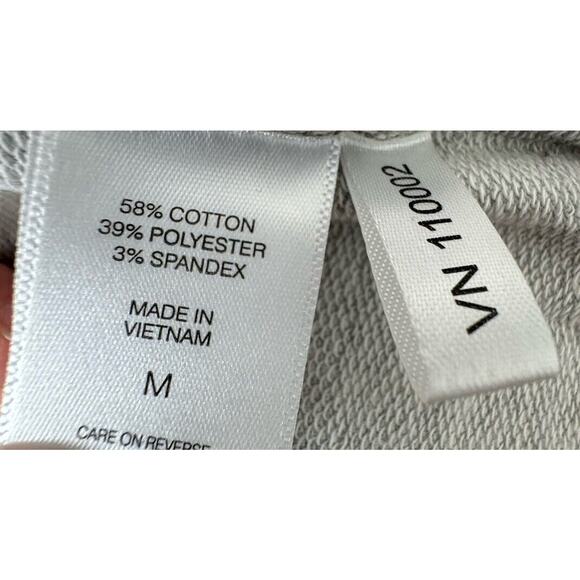 58% COTTON
39% POLYESTER
3% SPANDEX
MADE IN
VIETNAM
M
CARE ON REVERSE
VN 110002